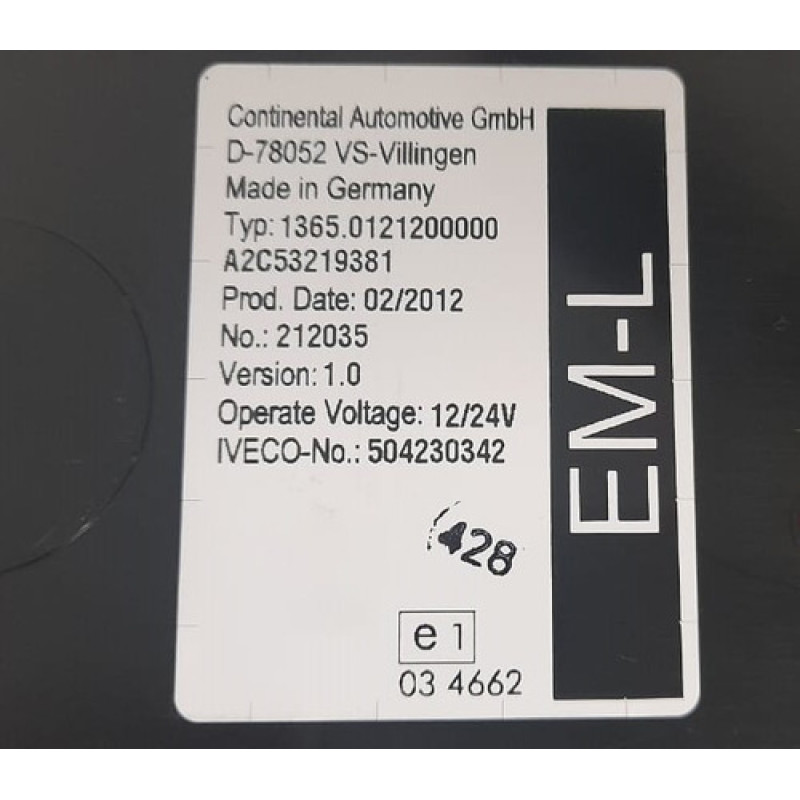 Continental Automotive GmbH
D-78052 VS-Villingen
Made in Germany
Typ: 1365.0121200000
A2C53219381
Prod. Date: 02/2012
No.: 212035
Version: 1.0
Operate Voltage: 12/24V
IVECO-No.: 504230342
428
e 1
03 4662
EM-L